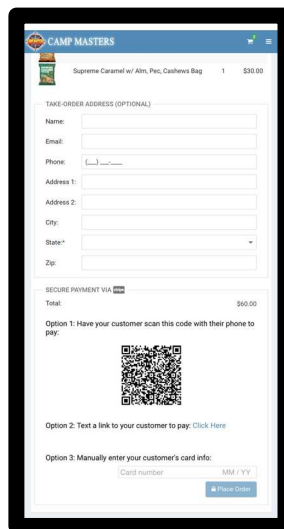 CAMP MASTERS
Supreme Caramel w/ Alm, Pec, Cashews Bag 1 $30.00
TAKE-ORDER ADDRESS (OPTIONAL)
Name:
Email:
Phone: (__) ___-____
Address 1:
Address 2:
City:
State:*
Zip:
SECURE PAYMENT VIA stripe
Total: $60.00
Option 1: Have your customer scan this code with their phone to
pay:
Option 2: Text a link to your customer to pay: Click Here
Option 3: Manually enter your customer's card info:
Card number MM / YY
Place Order